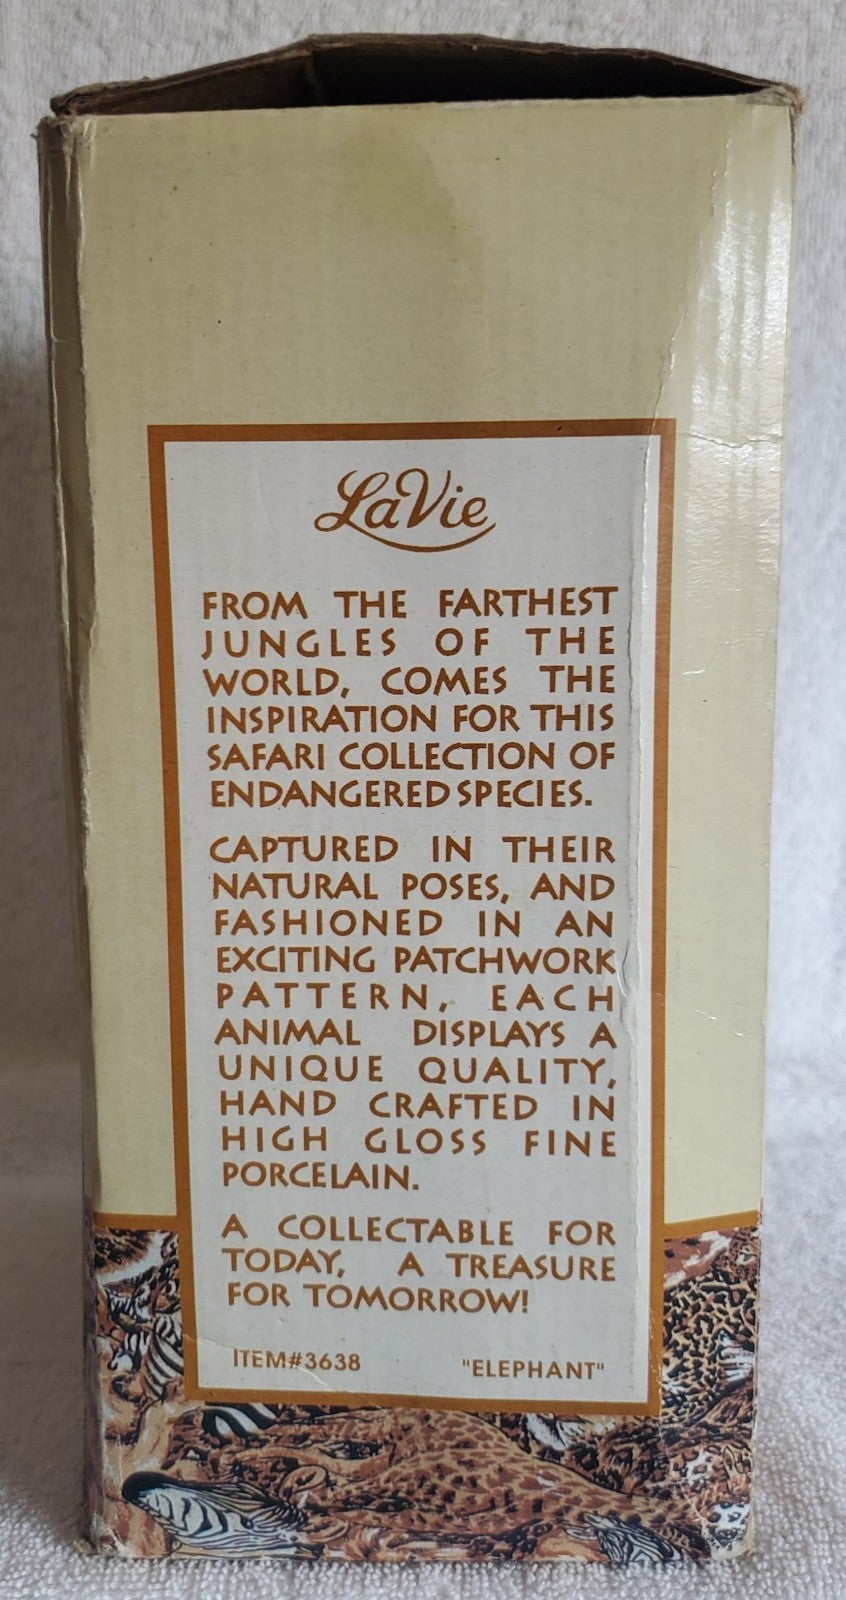 LaVie
FROM THE FARTHEST
JUNGLES OF THE
WORLD, COMES THE
INSPIRATION FOR THIS
SAFARI COLLECTION OF
ENDANGERED SPECIES.
CAPTURED IN THEIR
NATURAL POSES, AND
FASHIONED IN AN
EXCITING PATCHWORK
PATTERN, EACH
ANIMAL DISPLAYS A
UNIQUE QUALITY,
HAND CRAFTED IN
HIGH GLOSS FINE
PORCELAIN.
A COLLECTABLE FOR
TODAY, A TREASURE
FOR TOMORROW!
ITEM#3638 "ELEPHANT"